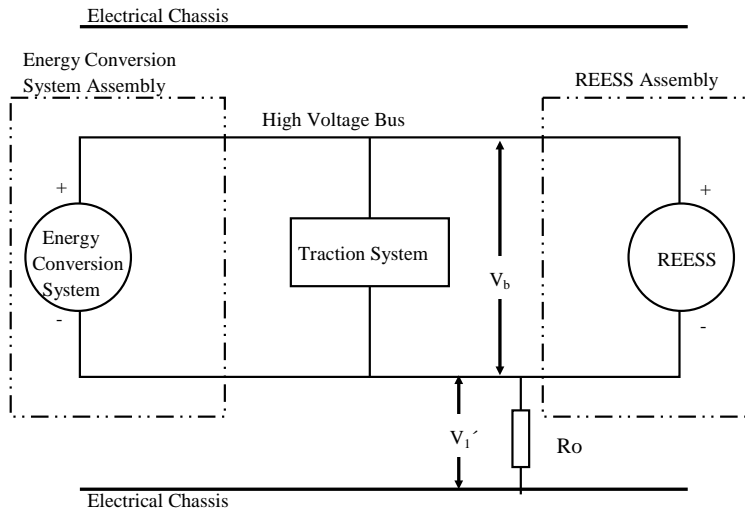 Electrical Chassis
Energy Conversion
System Assembly
REESS Assembly
High Voltage Bus
+
+
Energy
Conversion
System
Traction System
REESS
V_b
-
-
V_1´
Ro
Electrical Chassis